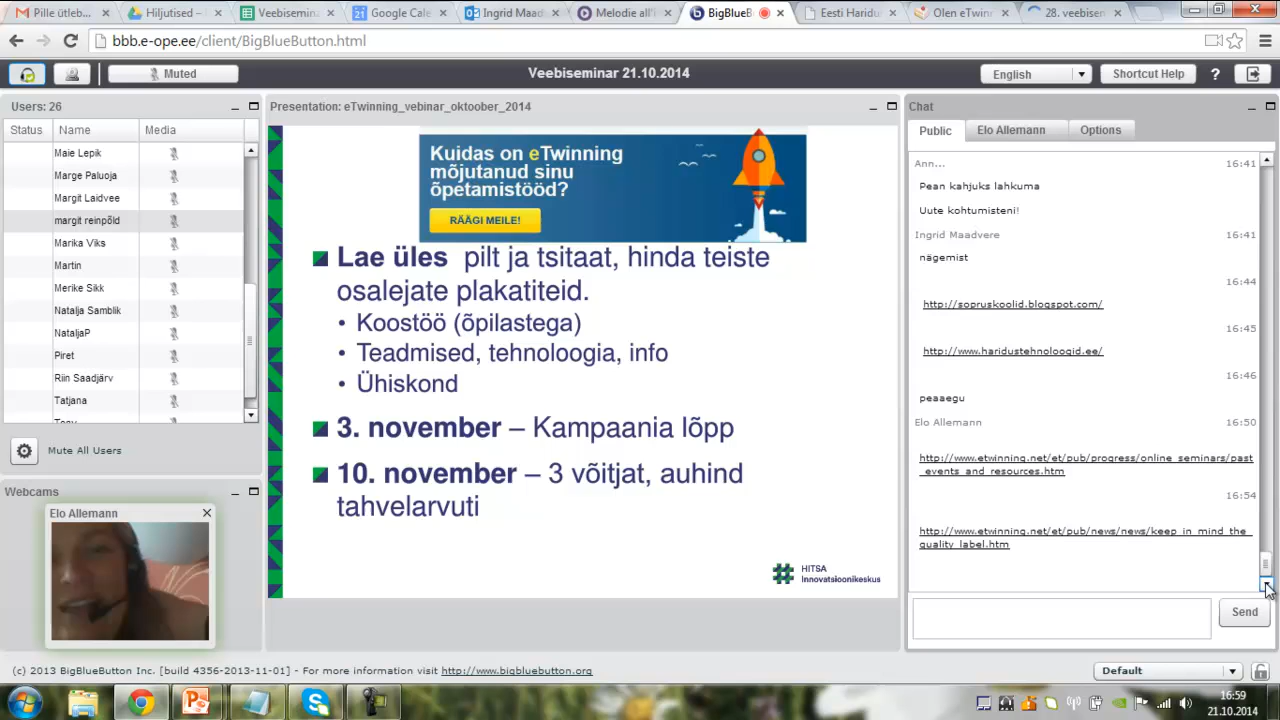 Pille ütleb...
Hiljutised –
Veebisemina
Google Cale
Ingrid Maad
Melodie all'i
BigBlueB
Eesti Haridus
Olen eTwinn
28. veebisen
bbb.e-ope.ee/client/BigBlueButton.html
Muted
Veebiseminar 21.10.2014
English
Shortcut Help
?
Users: 26
Status Name Media
Maie Lepik
Marge Paluoja
Margit Laidvee
margit reinpõld
Marika Viks
Martin
Merike Sikk
Natalja Samblik
NataljaP
Piret
Riin Saadjärv
Tatjana
Mute All Users
Webcams
Elo Allemann
Presentation: eTwinning_vebinar_oktoober_2014
Kuidas on eTwinning
mõjutanud sinu
õpetamistööd?
RÄÄGI MEILE!
Lae üles pilt ja tsitaat, hinda teiste
osalejate plakatiteid.
• Koostöö (õpilastega)
• Teadmised, tehnoloogia, info
• Ühiskond
3. november – Kampaania lõpp
10. november – 3 võitjat, auhind
tahvelarvuti
HITSA
Innovatsioonikeskus
Chat
Public Elo Allemann Options
Ann... 16:41
Pean kahjuks lahkuma
Uute kohtumisteni!
Ingrid Maadvere 16:41
nägemist
16:44
http://sopruskoolid.blogspot.com/
16:45
http://www.haridustehnoloogid.ee/
16:46
peaaegu
Elo Allemann 16:50
http://www.etwinning.net/et/pub/progress/online_seminars/past
_events_and_resources.htm
16:54
http://www.etwinning.net/et/pub/news/news/keep_in_mind_the_
quality_label.htm
Send
(c) 2013 BigBlueButton Inc. [build 4356-2013-11-01] - For more information visit http://www.bigbluebutton.org
Default
16:59
21.10.2014